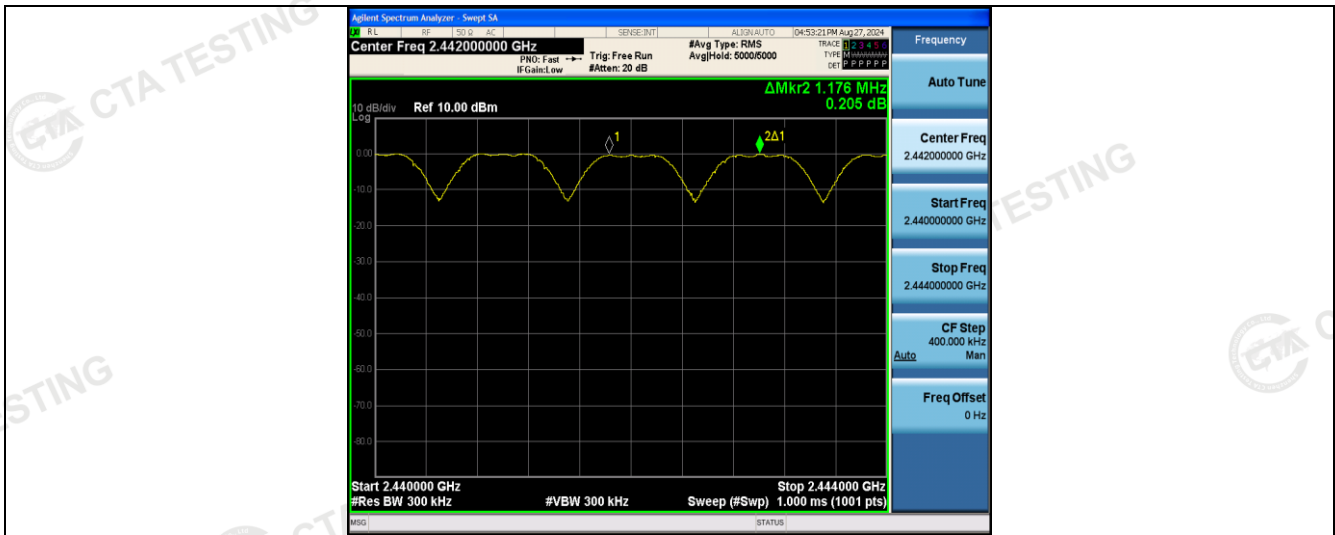 Agilent Spectrum Analyzer - Swept SA
RL RF 50 Ω AC SENSE:INT ALIGN AUTO 04:53:21 PM Aug 27, 2024
Center Freq 2.442000000 GHz #Avg Type: RMS TRACE 1 2 3 4 5 6
PNO: Fast Trig: Free Run Avg|Hold: 5000/5000 TYPE M
IFGain:Low #Atten: 20 dB DET P P P P P P
ΔMkr2 1.176 MHz
0.205 dB
10 dB/div Ref 10.00 dBm
Log
1
2Δ1
0.00
-10.0
-20.0
-30.0
-40.0
-50.0
-60.0
-70.0
-80.0
Start 2.440000 GHz Stop 2.444000 GHz
#Res BW 300 kHz #VBW 300 kHz Sweep (#Swp) 1.000 ms (1001 pts)
MSG STATUS
Frequency
Auto Tune
Center Freq
2.442000000 GHz
Start Freq
2.440000000 GHz
Stop Freq
2.444000000 GHz
CF Step
400.000 kHz
Auto Man
Freq Offset
0 Hz
CTA TESTING
TESTING
STING
CTA